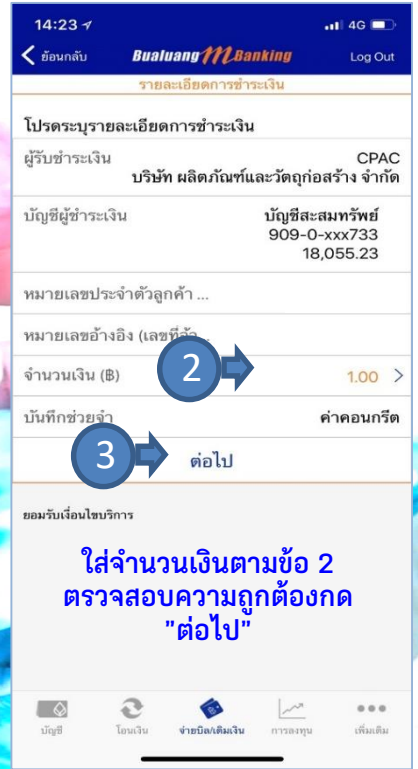 14:23
4G
ย้อนกลับ
Bualuang mBanking
Log Out
รายละเอียดการชำระเงิน
โปรดระบุรายละเอียดการชำระเงิน
ผู้รับชำระเงิน
CPAC
บริษัท ผลิตภัณฑ์และวัตถุก่อสร้าง จำกัด
บัญชีผู้ชำระเงิน
บัญชีสะสมทรัพย์
909-0-xxx733
18,055.23
หมายเลขประจำตัวลูกค้า ...
หมายเลขอ้างอิง (เลขที่
จำนวนเงิน (฿)
2
1.00
บันทึกช่วยจำ
ค่าคอนกรีต
3
ต่อไป
ยอมรับเงื่อนไขบริการ
ใส่จำนวนเงินตามข้อ 2
ตรวจสอบความถูกต้องกด
"ต่อไป"
บัญชี
โอนเงิน
จ่ายบิล/เติมเงิน
การลงทุน
เพิ่มเติม